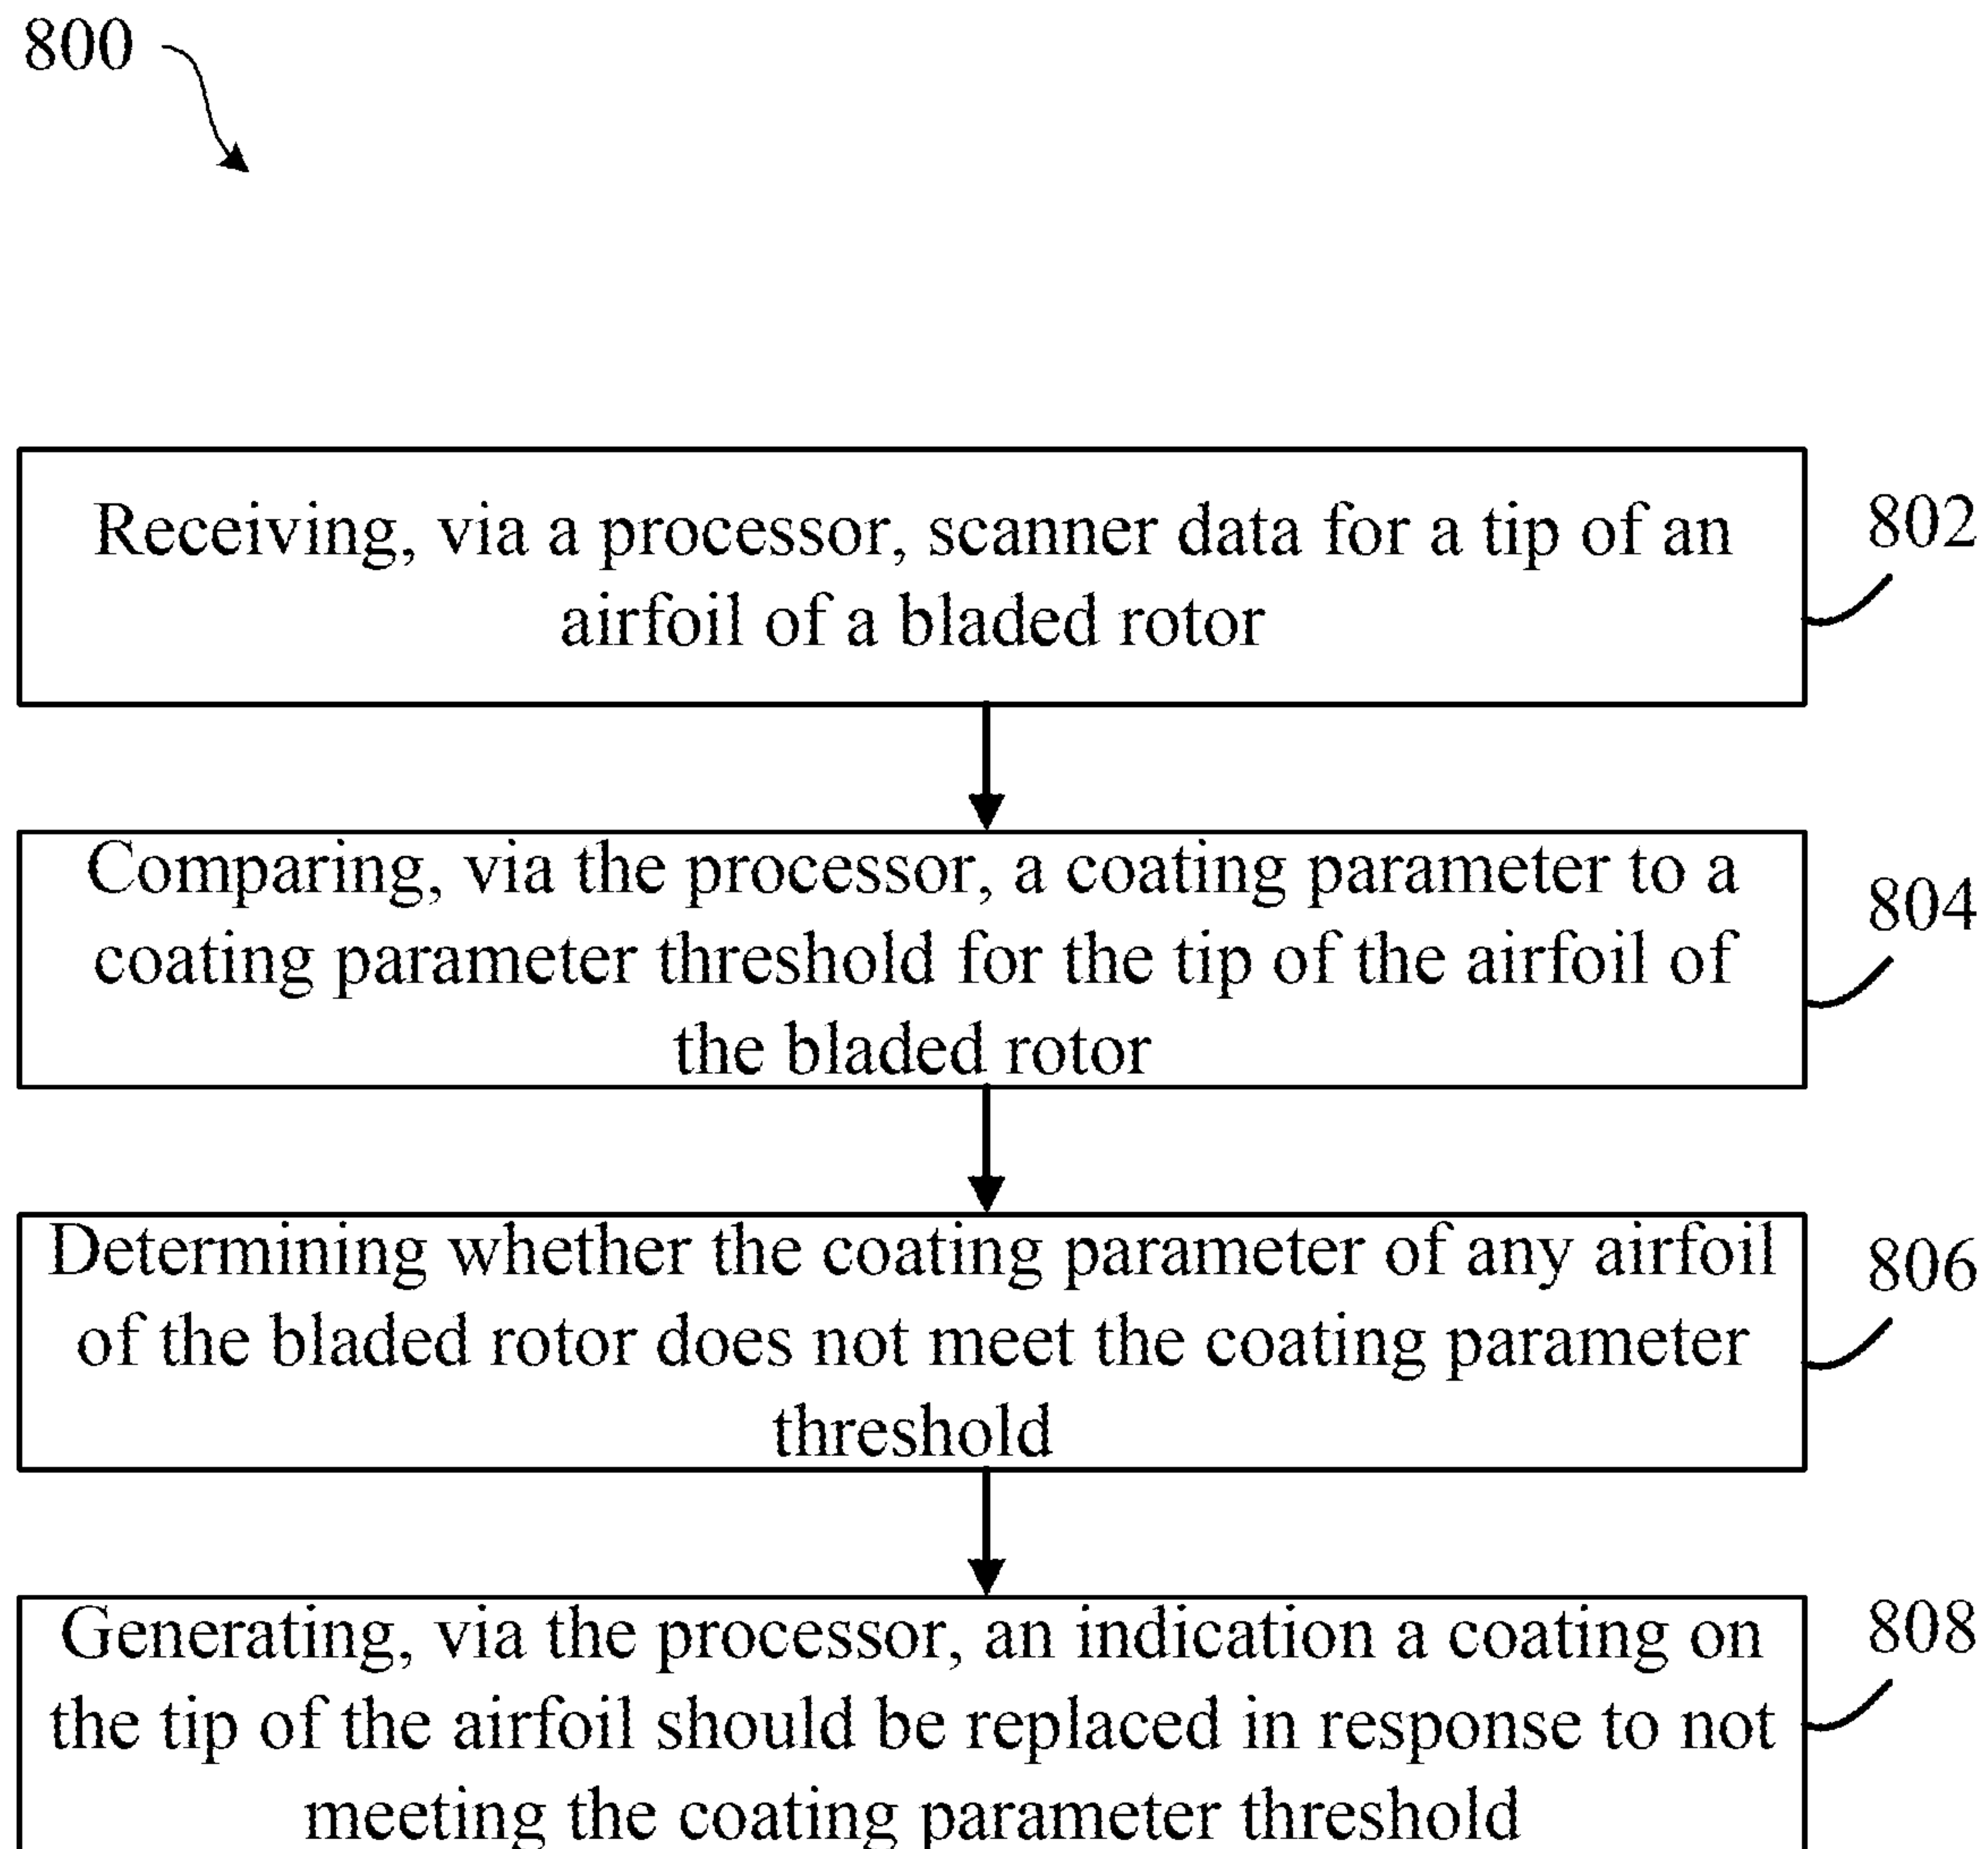 800
Receiving, via a processor, scanner data for a tip of an
airfoil of a bladed rotor
802
Comparing, via the processor, a coating parameter to a
coating parameter threshold for the tip of the airfoil of
the bladed rotor
804
Determining whether the coating parameter of any airfoil
of the bladed rotor does not meet the coating parameter
threshold
806
Generating, via the processor, an indication a coating on
the tip of the airfoil should be replaced in response to not
meeting the coating parameter threshold
808